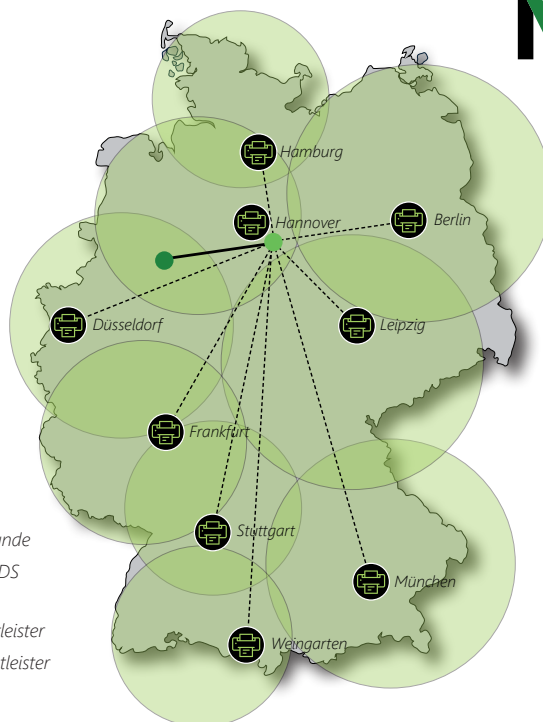 Hamburg
Hannover
Berlin
Düsseldorf
Leipzig
Frankfurt
Stuttgart
München
Weingarten